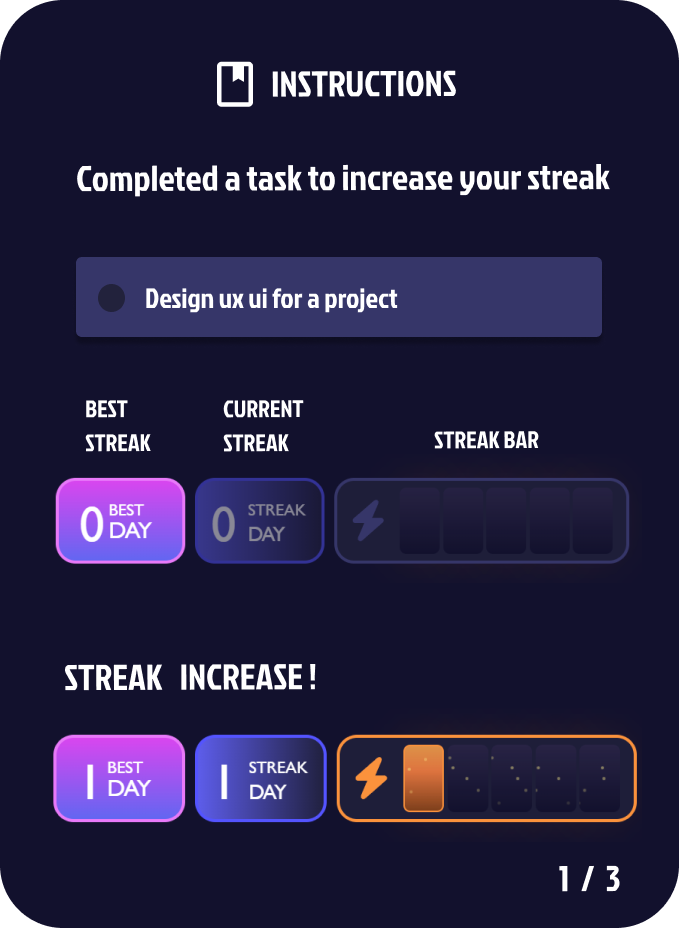 INSTRUCTIONS
Completed a task to increase your streak
Design ux ui for a project
BEST
STREAK
CURRENT
STREAK
STREAK BAR
0 BEST
DAY
0 STREAK
DAY
STREAK INCREASE !
1 BEST
DAY
1 STREAK
DAY
1 / 3